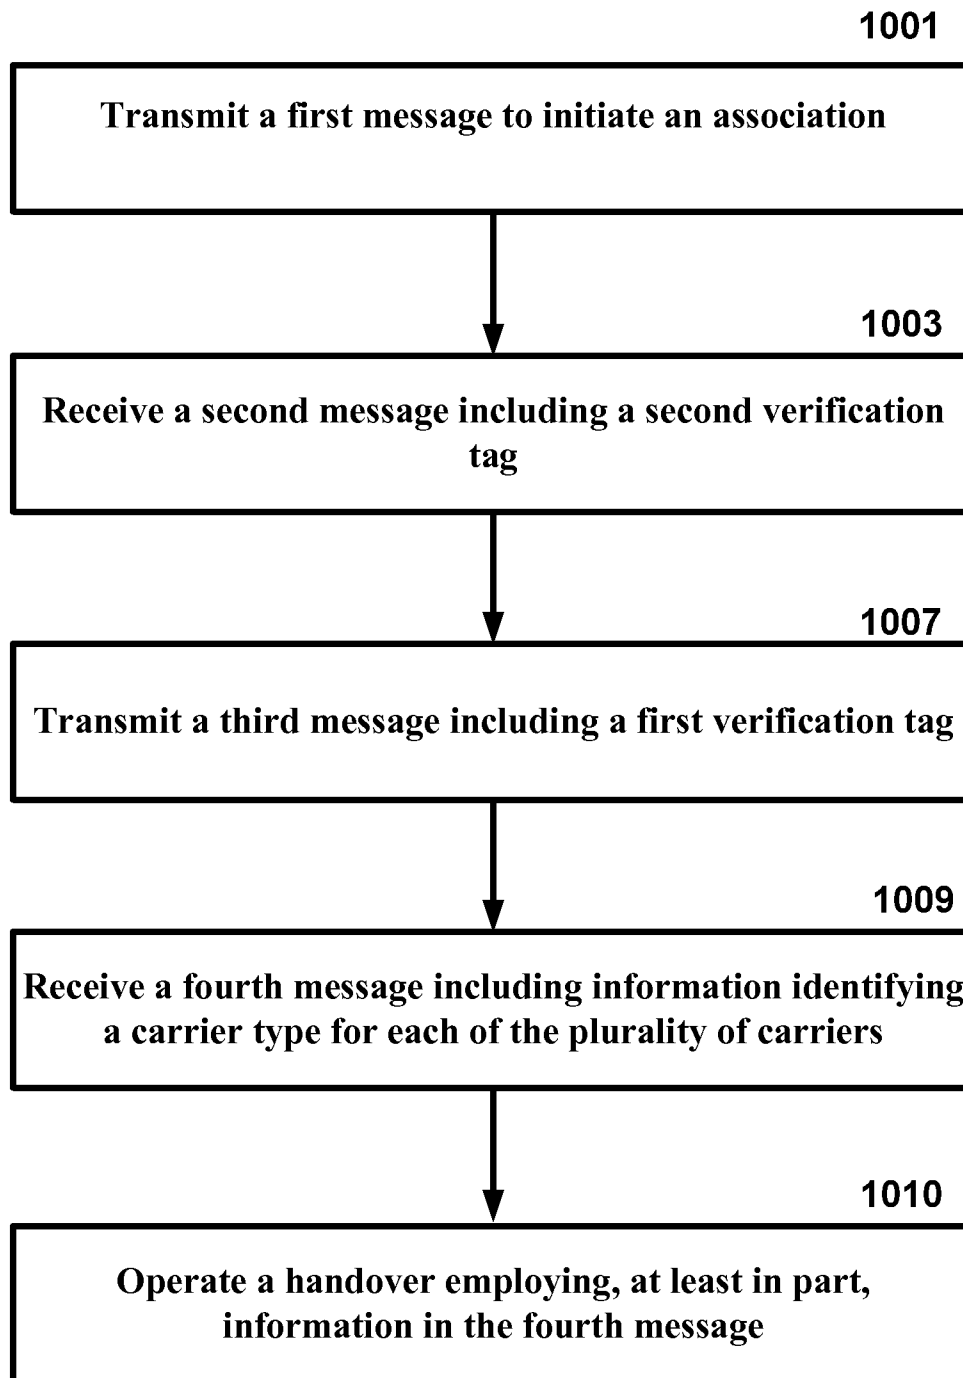 1001
Transmit a first message to initiate an association
1003
Receive a second message including a second verification
tag
1007
Transmit a third message including a first verification tag
1009
Receive a fourth message including information identifying
a carrier type for each of the plurality of carriers
1010
Operate a handover employing, at least in part,
information in the fourth message